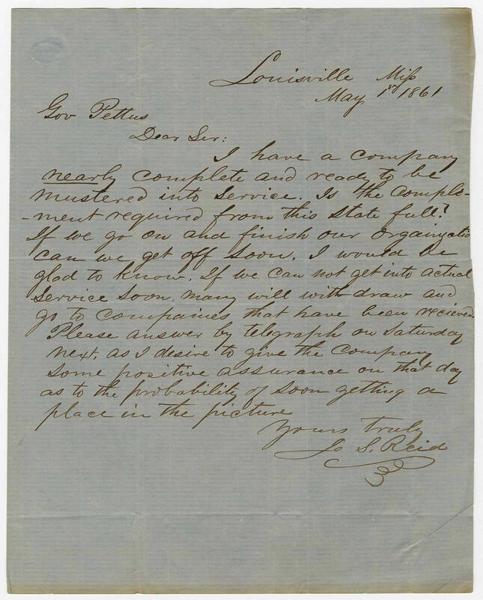 Louisville Miss
May 1st 1861
Gov Pettus
Dear Sir:
I have a company
nearly complete and ready to be
mustered into service. Is the comple-
-ment required from this State full?
If we go on and finish our organization
can we get off soon. I would be
glad to know. If we can not get into actual
service soon many will with draw and
go to companies that have been received
Please answer by telegraph on Saturday
next. as I desire to give the company
some positive assurance on that day
as to the probability of soon getting a
place in the picture
Yours truly
Jo S. Reid